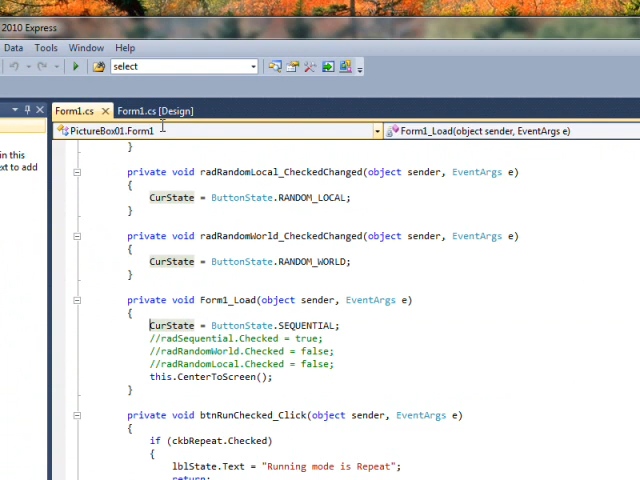 2010 Express
Data Tools Window Help
select
Form1.cs Form1.cs [Design]
PictureBox01.Form1 Form1_Load(object sender, EventArgs e)
in this
xt to add
}
private void radRandomLocal_CheckedChanged(object sender, EventArgs e)
{
CurState = ButtonState.RANDOM_LOCAL;
}
private void radRandomWorld_CheckedChanged(object sender, EventArgs e)
{
CurState = ButtonState.RANDOM_WORLD;
}
private void Form1_Load(object sender, EventArgs e)
{
CurState = ButtonState.SEQUENTIAL;
//radSequential.Checked = true;
//radRandomWorld.Checked = false;
//radRandomLocal.Checked = false;
this.CenterToScreen();
}
private void btnRunChecked_Click(object sender, EventArgs e)
{
if (ckbRepeat.Checked)
{
lblState.Text = "Running mode is Repeat";
return;